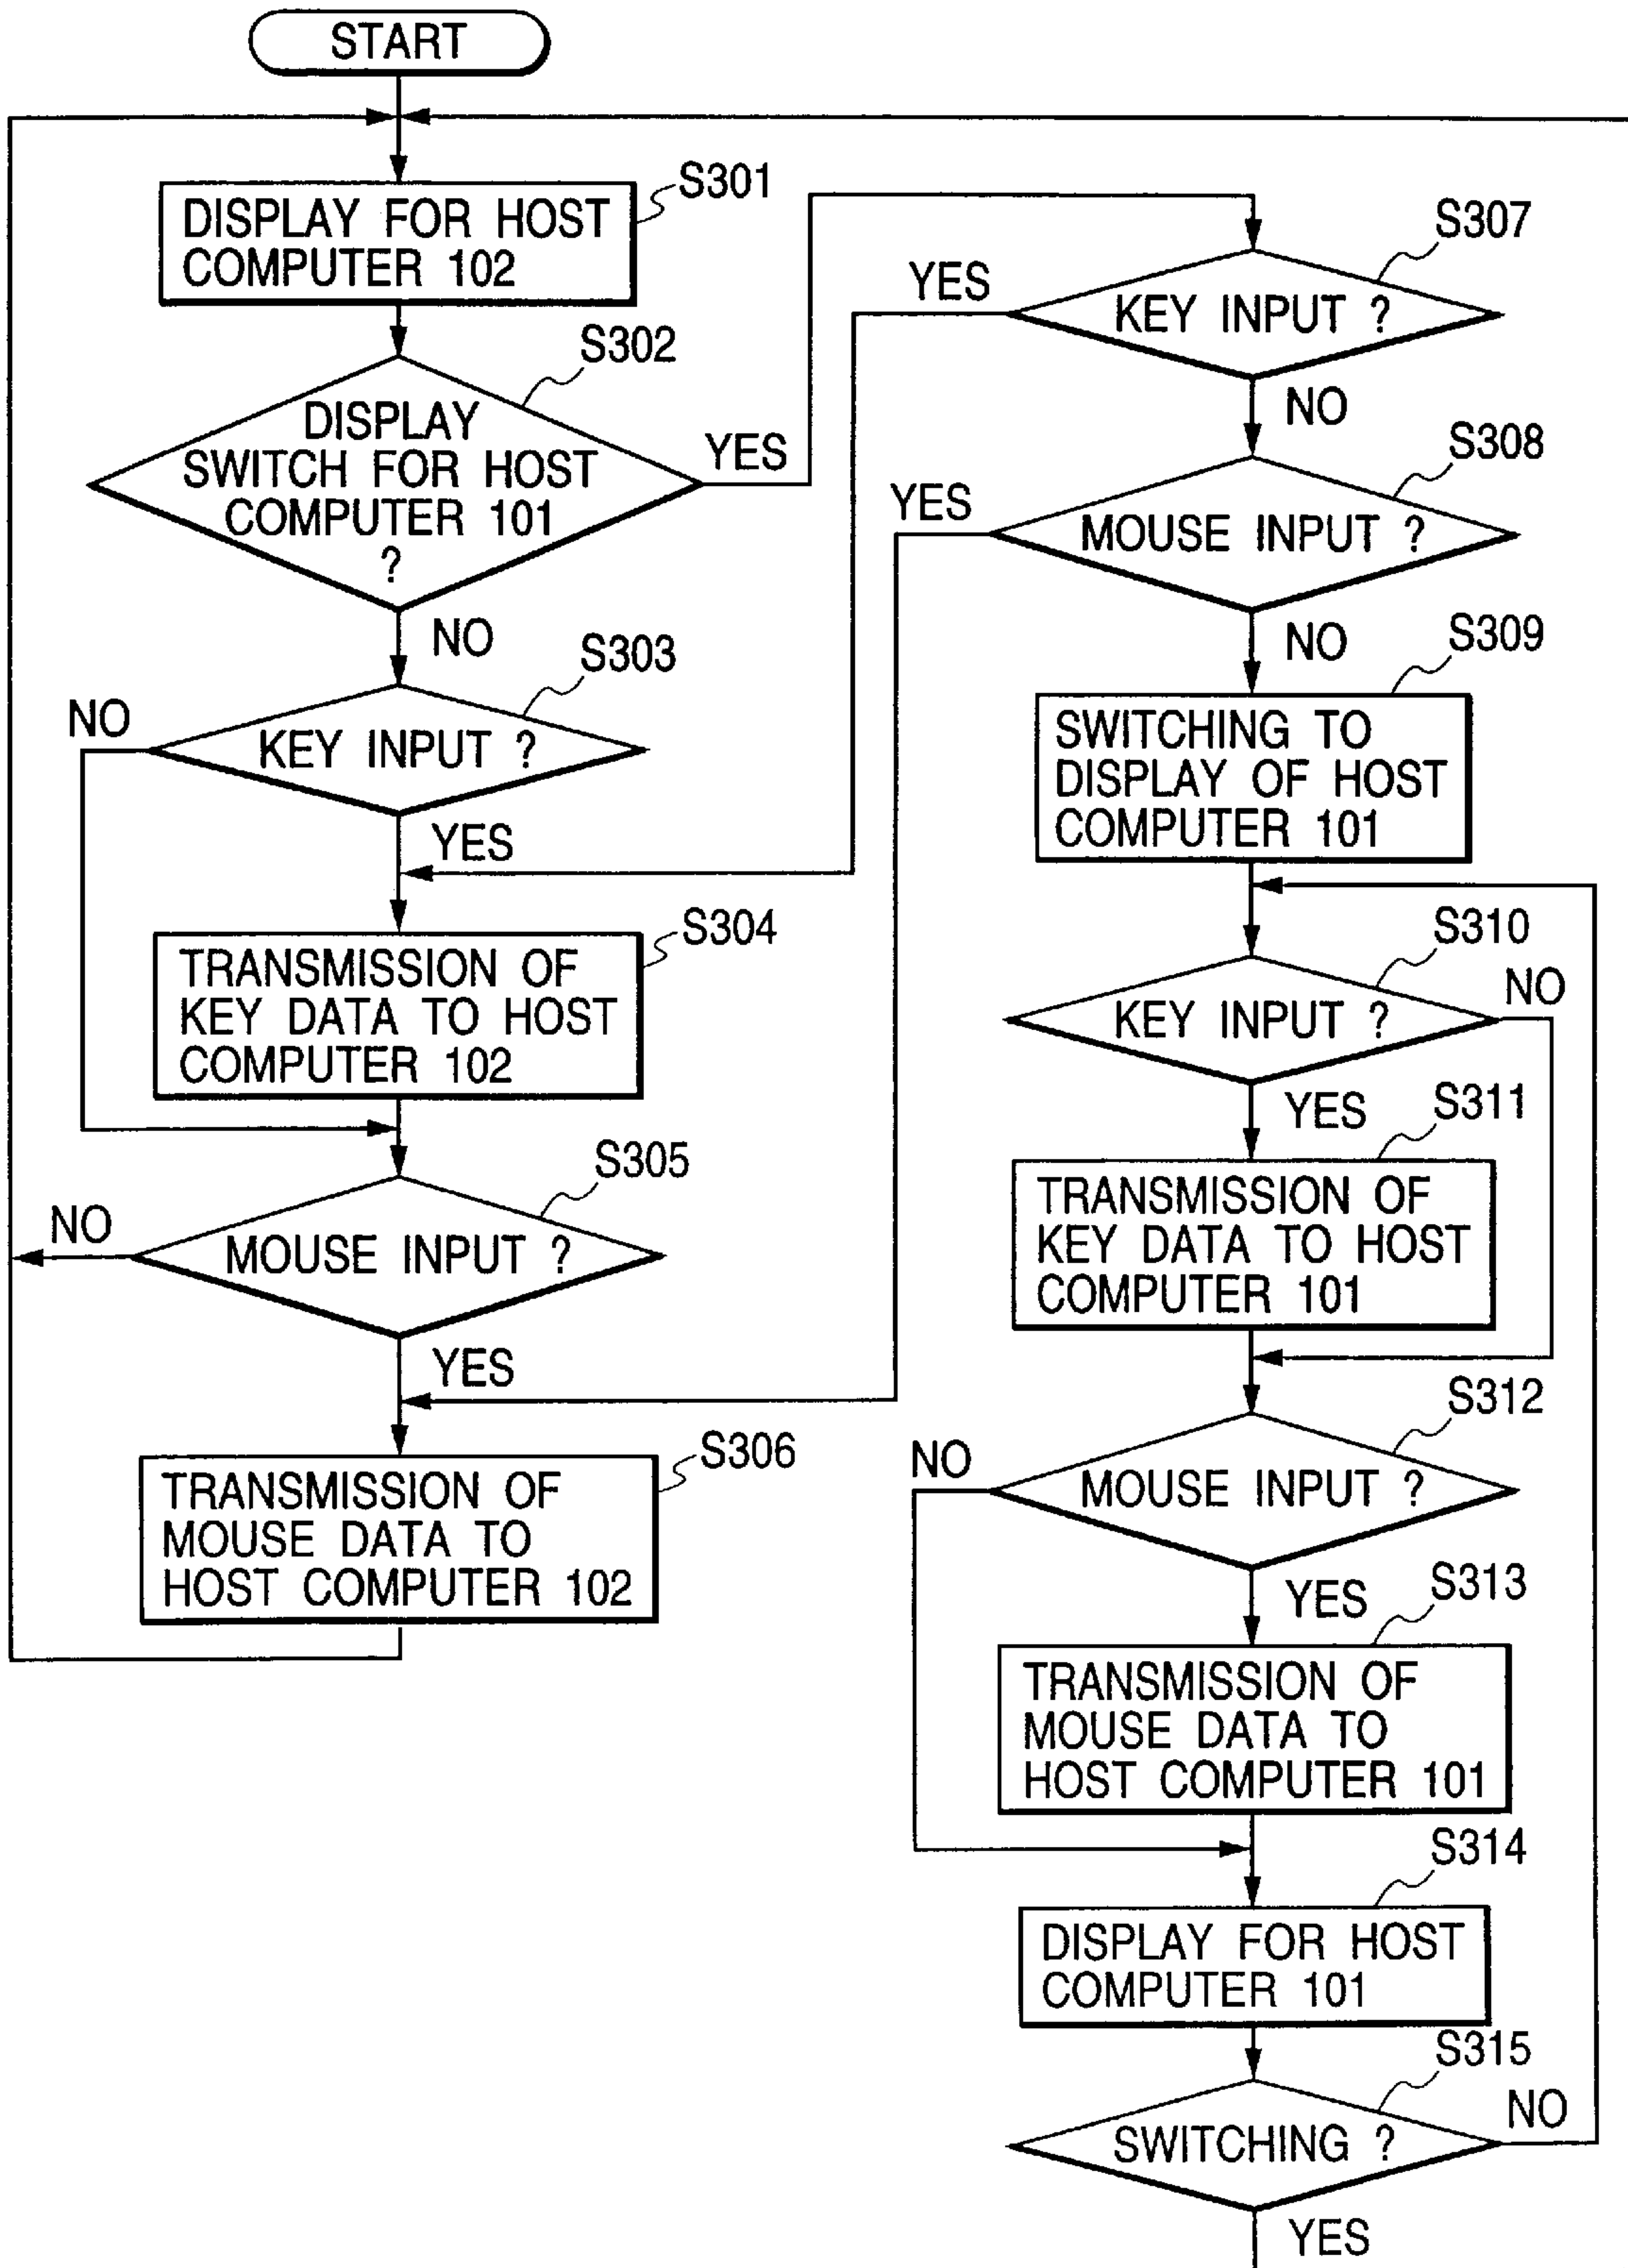 START
S301
DISPLAY FOR HOST
COMPUTER 102
S302
DISPLAY
SWITCH FOR HOST
COMPUTER 101
?
YES
NO
S303
NO
KEY INPUT ?
YES
S304
TRANSMISSION OF
KEY DATA TO HOST
COMPUTER 102
S305
NO
MOUSE INPUT ?
YES
S306
TRANSMISSION OF
MOUSE DATA TO
HOST COMPUTER 102
S307
YES
KEY INPUT ?
NO
S308
YES
MOUSE INPUT ?
NO
S309
SWITCHING TO
DISPLAY OF HOST
COMPUTER 101
S310
NO
KEY INPUT ?
YES
S311
TRANSMISSION OF
KEY DATA TO HOST
COMPUTER 101
S312
NO
MOUSE INPUT ?
YES
S313
TRANSMISSION OF
MOUSE DATA TO
HOST COMPUTER 101
S314
DISPLAY FOR HOST
COMPUTER 101
S315
NO
SWITCHING ?
YES